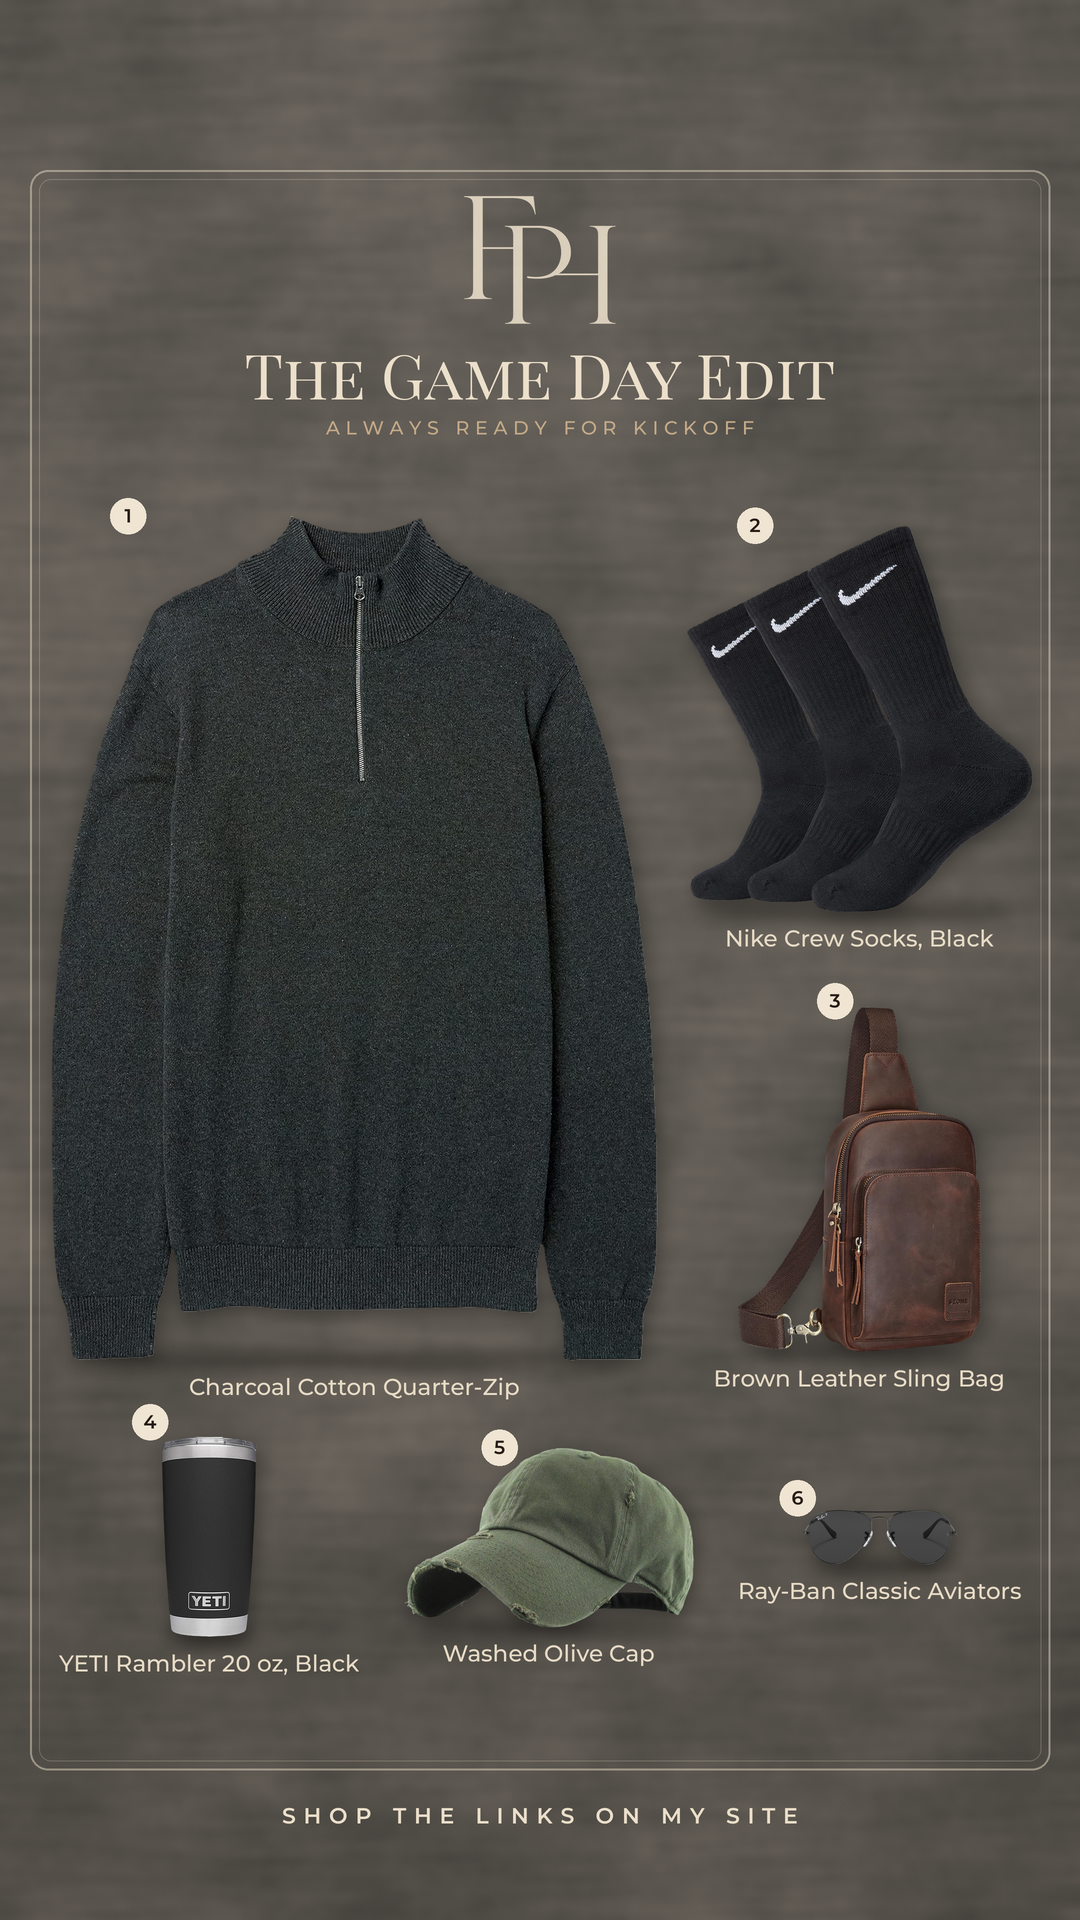 FPH
THE GAME DAY EDIT
ALWAYS READY FOR KICKOFF
1
2
Nike Crew Socks, Black
3
Charcoal Cotton Quarter-Zip
Brown Leather Sling Bag
4
YETI
YETI Rambler 20 oz, Black
5
Washed Olive Cap
6
Ray-Ban Classic Aviators
SHOP THE LINKS ON MY SITE